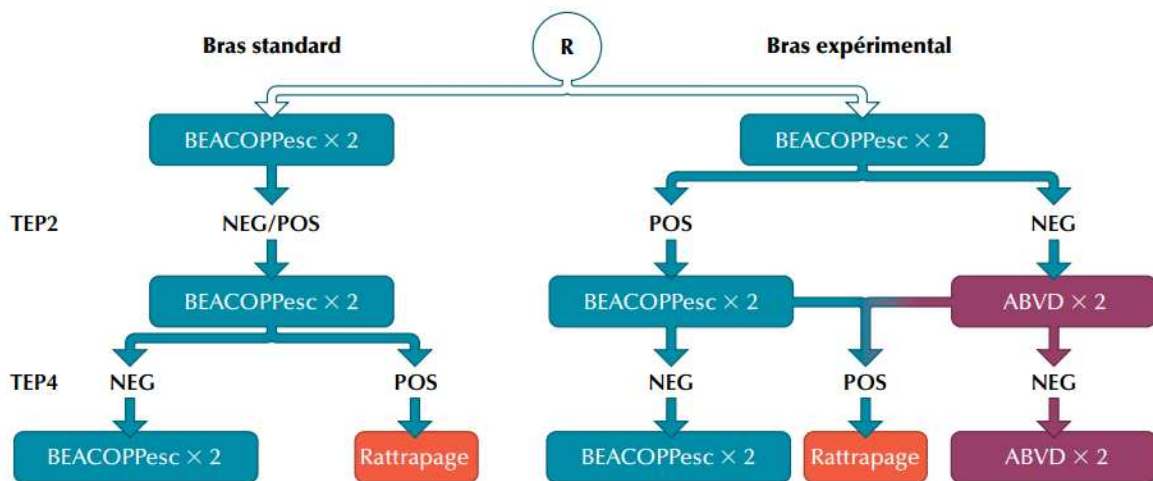 Bras standard R Bras expérimental
BEACOPPesc × 2 BEACOPPesc × 2
TEP2 NEG/POS POS NEG
BEACOPPesc × 2 BEACOPPesc × 2 ABVD × 2
TEP4 NEG POS NEG POS NEG
BEACOPPesc × 2 Rattrapage BEACOPPesc × 2 Rattrapage ABVD × 2